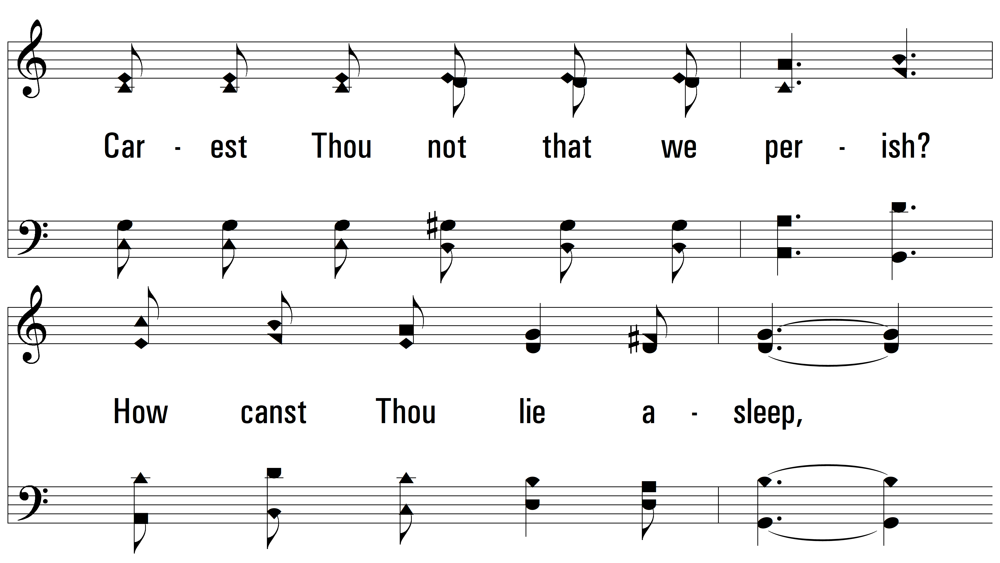 Car - est Thou not that we per - ish?
How canst Thou lie a - sleep,